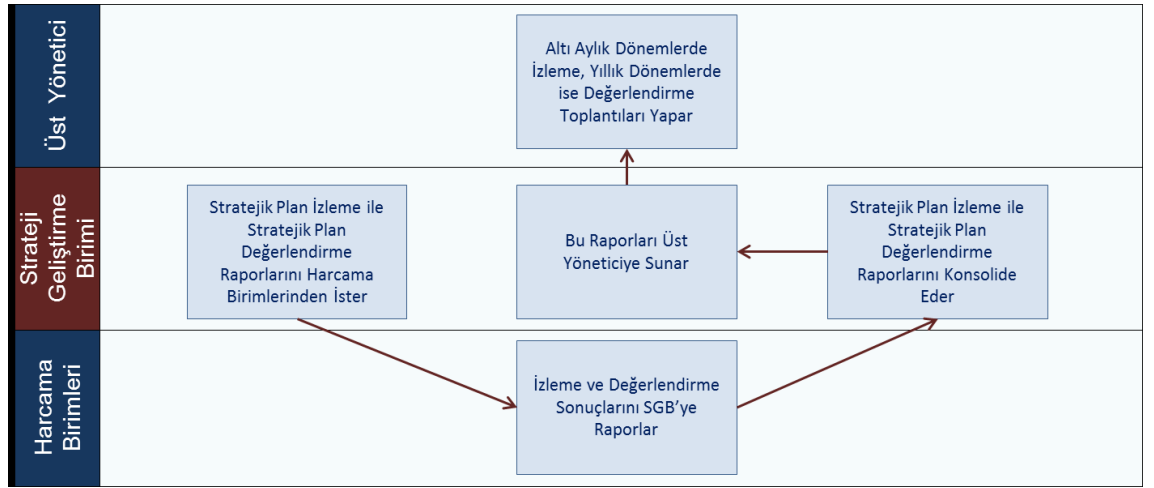 Üst Yönetici
Altı Aylık Dönemlerde
İzleme, Yıllık Dönemlerde
ise Değerlendirme
Toplantıları Yapar
Strateji
Geliştirme
Birimi
Stratejik Plan İzleme ile
Stratejik Plan
Değerlendirme
Raporlarını Harcama
Birimlerinden İster
Bu Raporları Üst
Yöneticiye Sunar
Stratejik Plan İzleme ile
Stratejik Plan
Değerlendirme
Raporlarını Konsolide
Eder
Harcama
Birimleri
İzleme ve Değerlendirme
Sonuçlarını SGB’ye
Raporlar